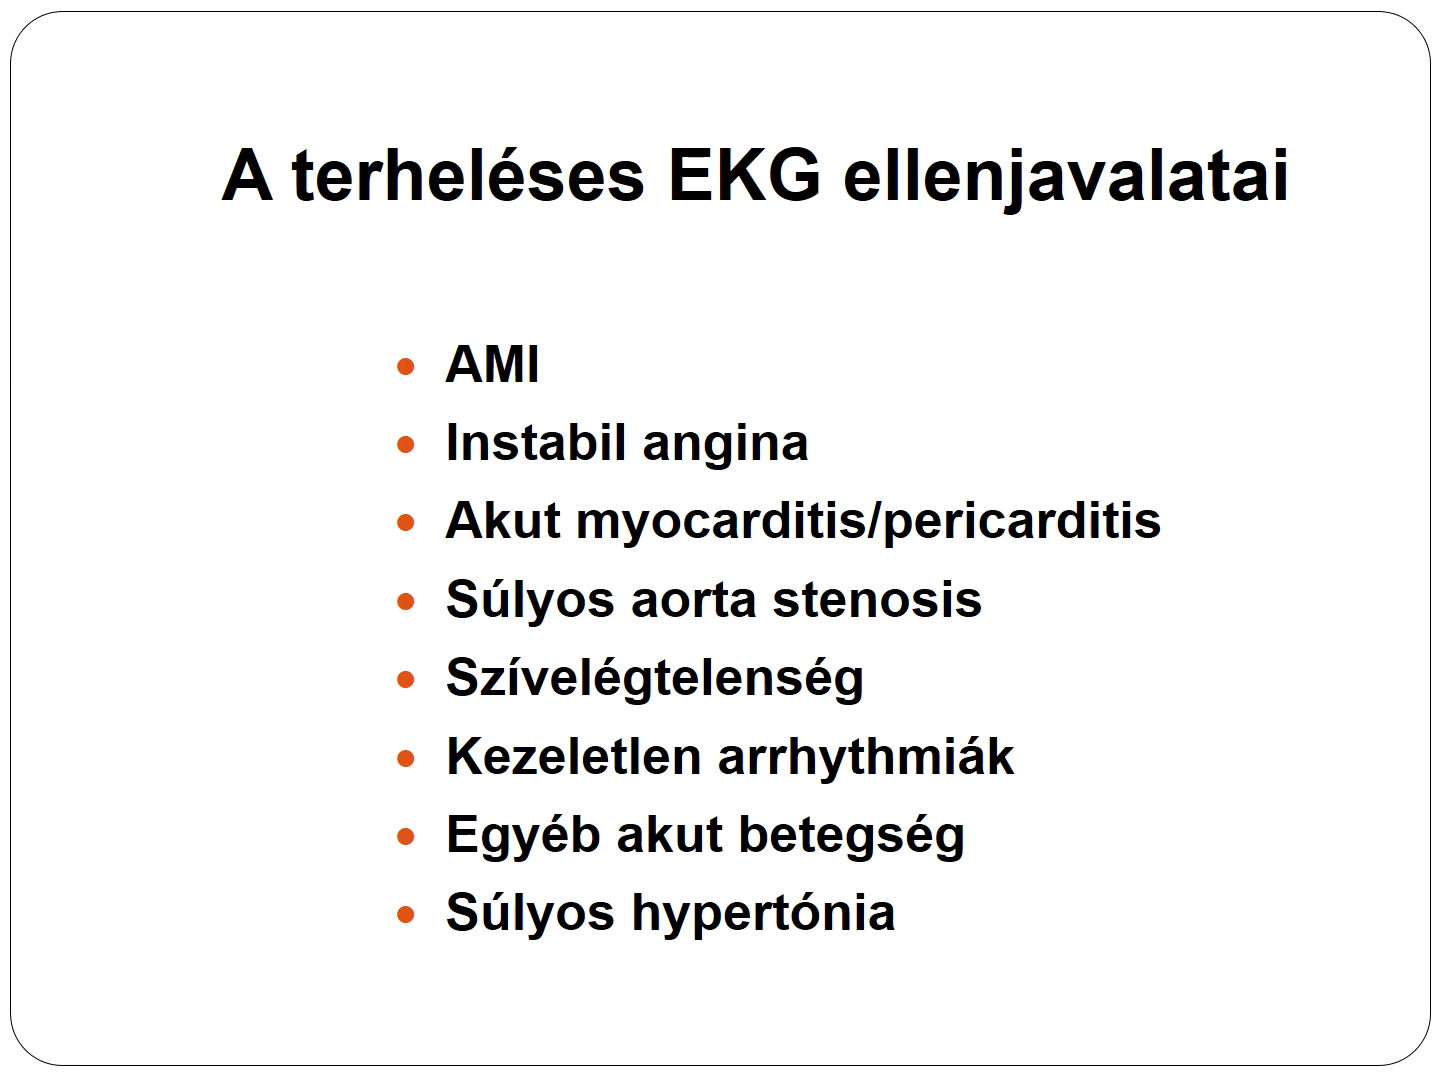 A terheléses EKG ellenjavalatai
• AMI
• Instabil angina
• Akut myocarditis/pericarditis
• Súlyos aorta stenosis
• Szívelégtelenség
• Kezeletlen arrhythmiák
• Egyéb akut betegség
• Súlyos hypertónia